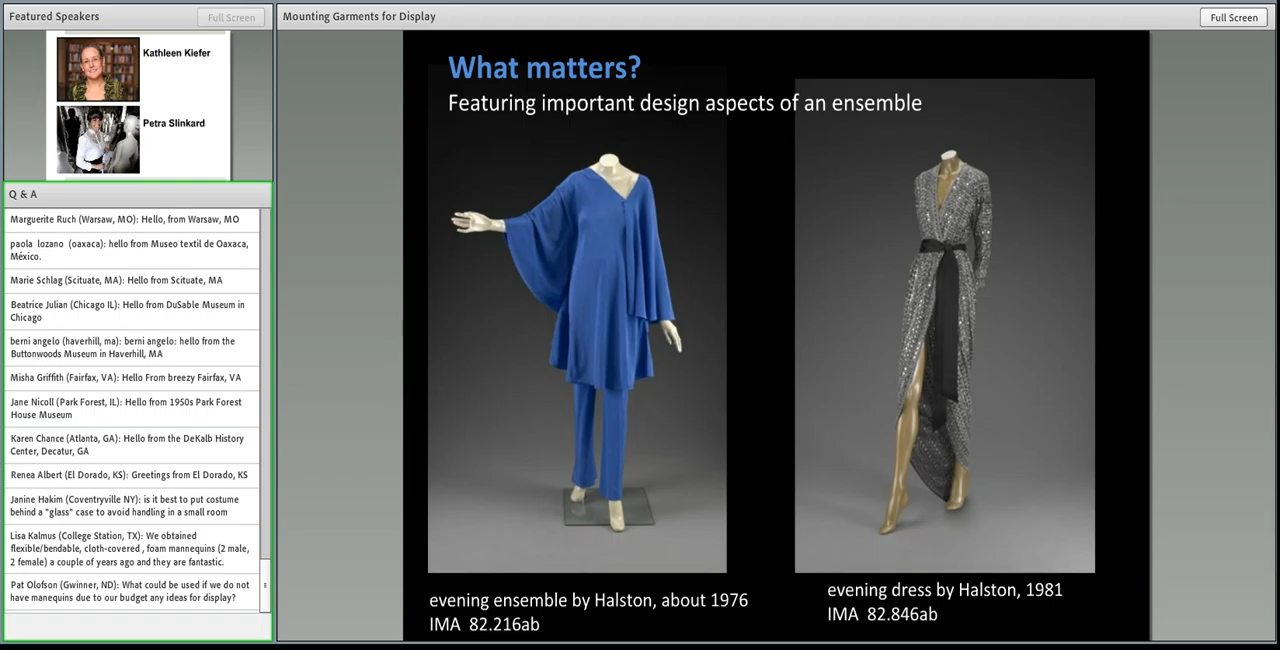 Featured Speakers
Full Screen
Kathleen Kiefer
Petra Slinkard
Q & A
Marguerite Ruch (Warsaw, MO): Hello, from Warsaw, MO
paola lozano (oaxaca): hello from Museo textil de Oaxaca,
México.
Marie Schlag (Scituate, MA): Hello from Scituate, MA
Beatrice Julian (Chicago IL): Hello from DuSable Museum in
Chicago
berni angelo (haverhill, ma): berni angelo: hello from the
Buttonwoods Museum in Haverhill, MA
Misha Griffith (Fairfax, VA): Hello From breezy Fairfax, VA
Jane Nicoll (Park Forest, IL): Hello from 1950s Park Forest
House Museum
Karen Chance (Atlanta, GA): Hello from the DeKalb History
Center, Decatur, GA
Renea Albert (El Dorado, KS): Greetings from El Dorado, KS
Janine Hakim (Coventryville NY): is it best to put costume
behind a "glass" case to avoid handling in a small room
Lisa Kalmus (College Station, TX): We obtained
flexible/bendable, cloth-covered , foam mannequins (2 male,
2 female) a couple of years ago and they are fantastic.
Pat Olofson (Gwinner, ND): What could be used if we do not
have manequins due to our budget any ideas for display?
Mounting Garments for Display
Full Screen
What matters?
Featuring important design aspects of an ensemble
evening ensemble by Halston, about 1976
IMA 82.216ab
evening dress by Halston, 1981
IMA 82.846ab